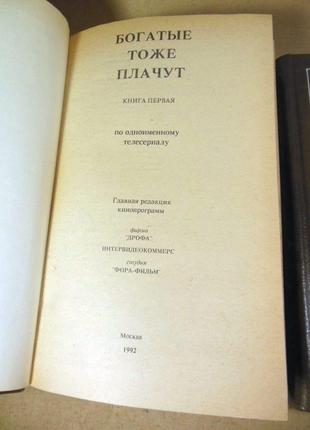 БОГАТЫЕ
ТОЖЕ
ПЛАЧУТ
КНИГА ПЕРВАЯ
по одноименному
телесериалу
Главная редакция
кинопрограмм
фирма
"ДРОФА"
ИНТЕРВИДЕОКОММЕРС
студия
"ФОРА-ФИЛЬМ"
Москва
1992